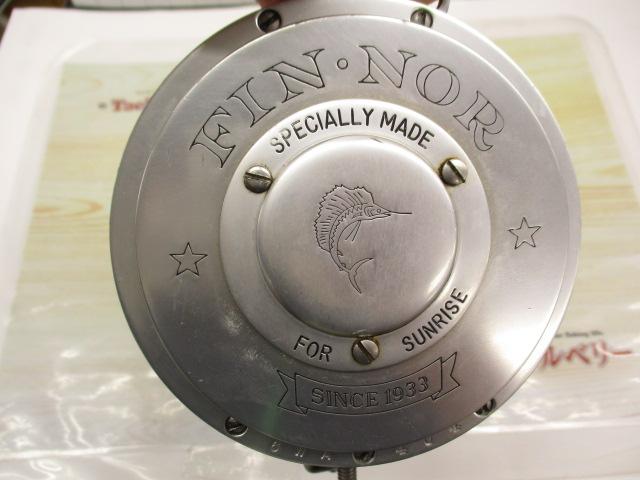 FIN·NOR
SPECIALLY MADE
FOR SUNRISE
SINCE 1933